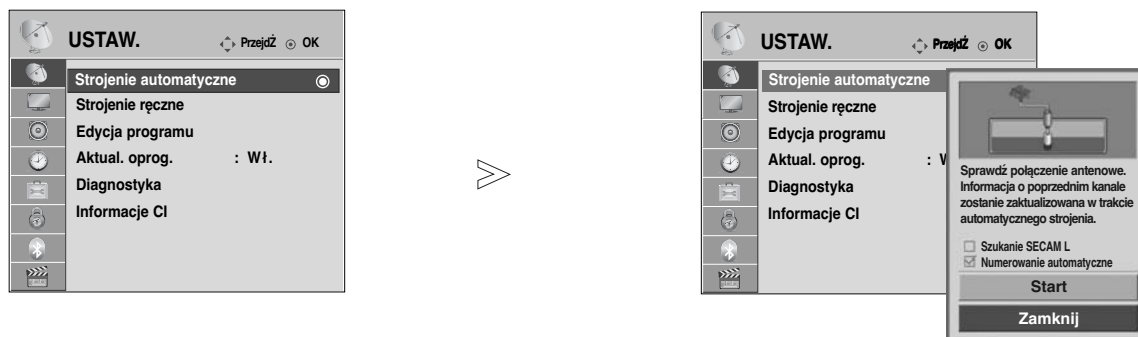 USTAW.
PrzejdŹ OK
Strojenie automatyczne
Strojenie ręczne
Edycja programu
Aktual. oprog. : Wł.
Diagnostyka
Informacje CI
USTAW.
PrzejdŹ OK
Strojenie automatyczne
Strojenie ręczne
Edycja programu
Aktual. oprog. : W
Diagnostyka
Informacje CI
Sprawdź połączenie antenowe.
Informacja o poprzednim kanale
zostanie zaktualizowana w trakcie
automatycznego strojenia.
Szukanie SECAM L
Numerowanie automatyczne
Start
Zamknij